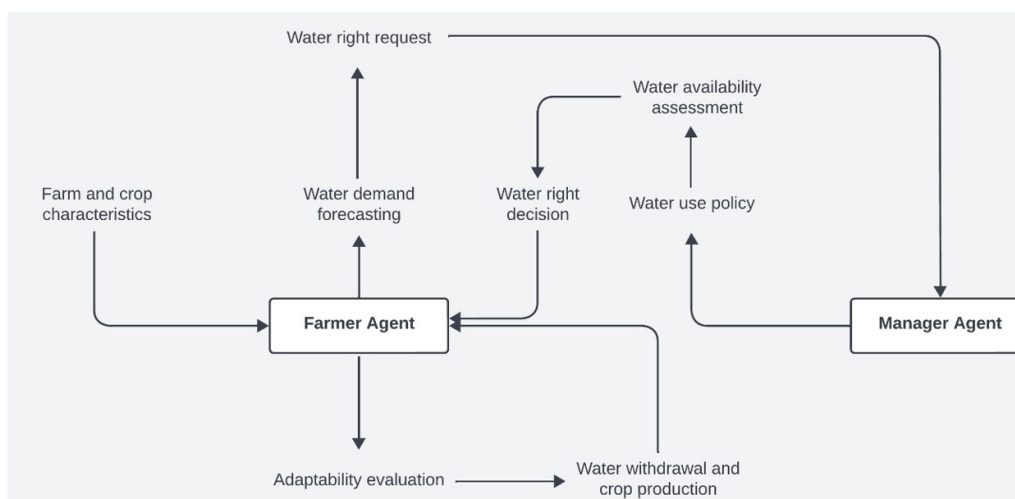 Water right request
Water availability
assessment
Farm and crop
characteristics
Water demand
forecasting
Water right
decision
Water use policy
Farmer Agent
Manager Agent
Adaptability evaluation
Water withdrawal and
crop production